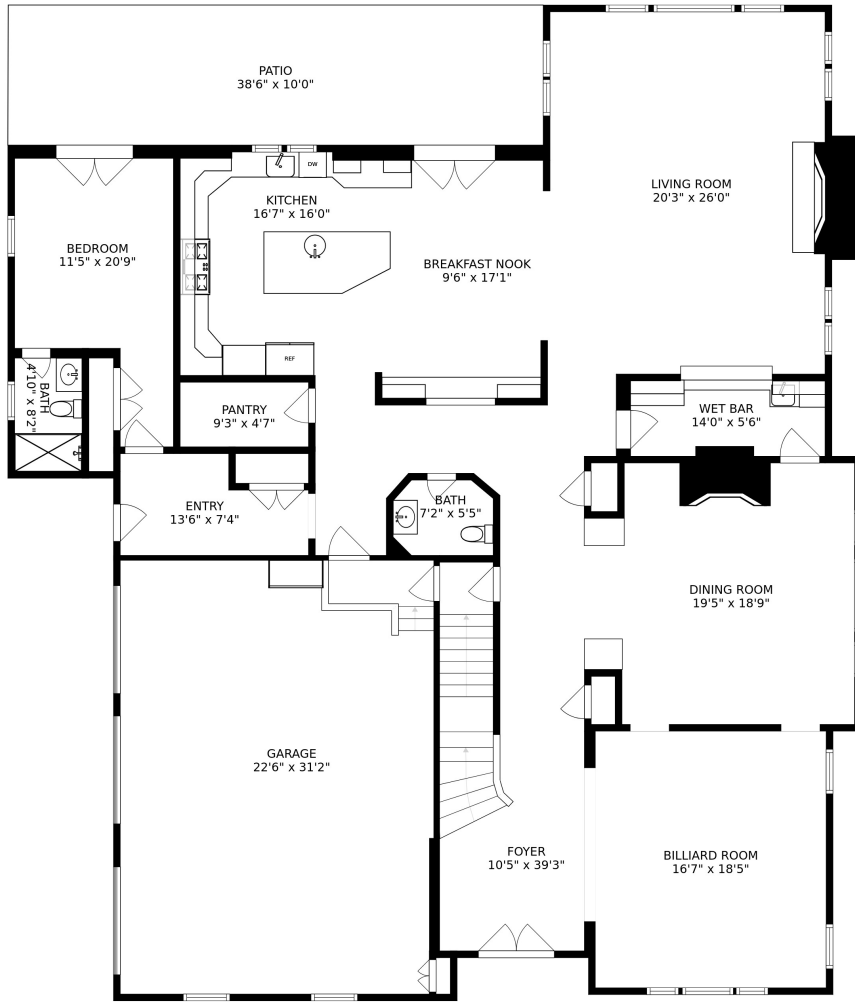 PATIO
38'6" x 10'0"
LIVING ROOM
20'3" x 26'0"
DW
KITCHEN
16'7" x 16'0"
BEDROOM
11'5" x 20'9"
BREAKFAST NOOK
9'6" x 17'1"
REF
BATH
4'10" x 8'2"
PANTRY
9'3" x 4'7"
WET BAR
14'0" x 5'6"
ENTRY
13'6" x 7'4"
BATH
7'2" x 5'5"
DINING ROOM
19'5" x 18'9"
GARAGE
22'6" x 31'2"
FOYER
10'5" x 39'3"
BILLIARD ROOM
16'7" x 18'5"